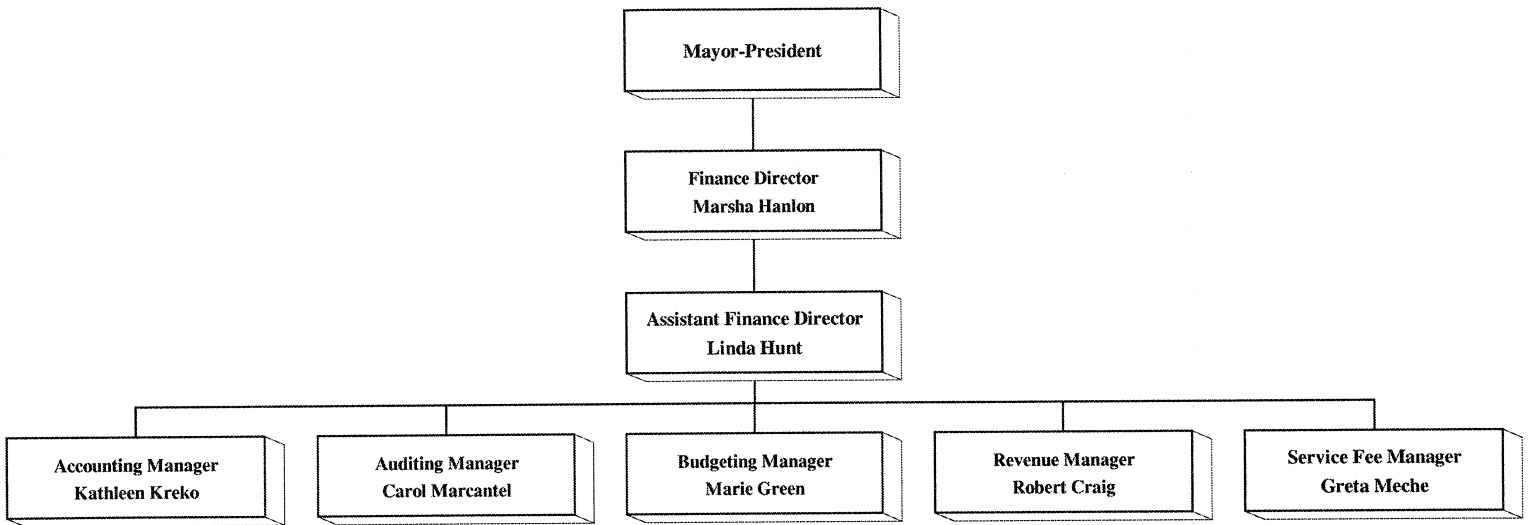 Mayor-President
Finance Director
Marsha Hanlon
Assistant Finance Director
Linda Hunt
Accounting Manager
Kathleen Kreko
Auditing Manager
Carol Marcantel
Budgeting Manager
Marie Green
Revenue Manager
Robert Craig
Service Fee Manager
Greta Meche